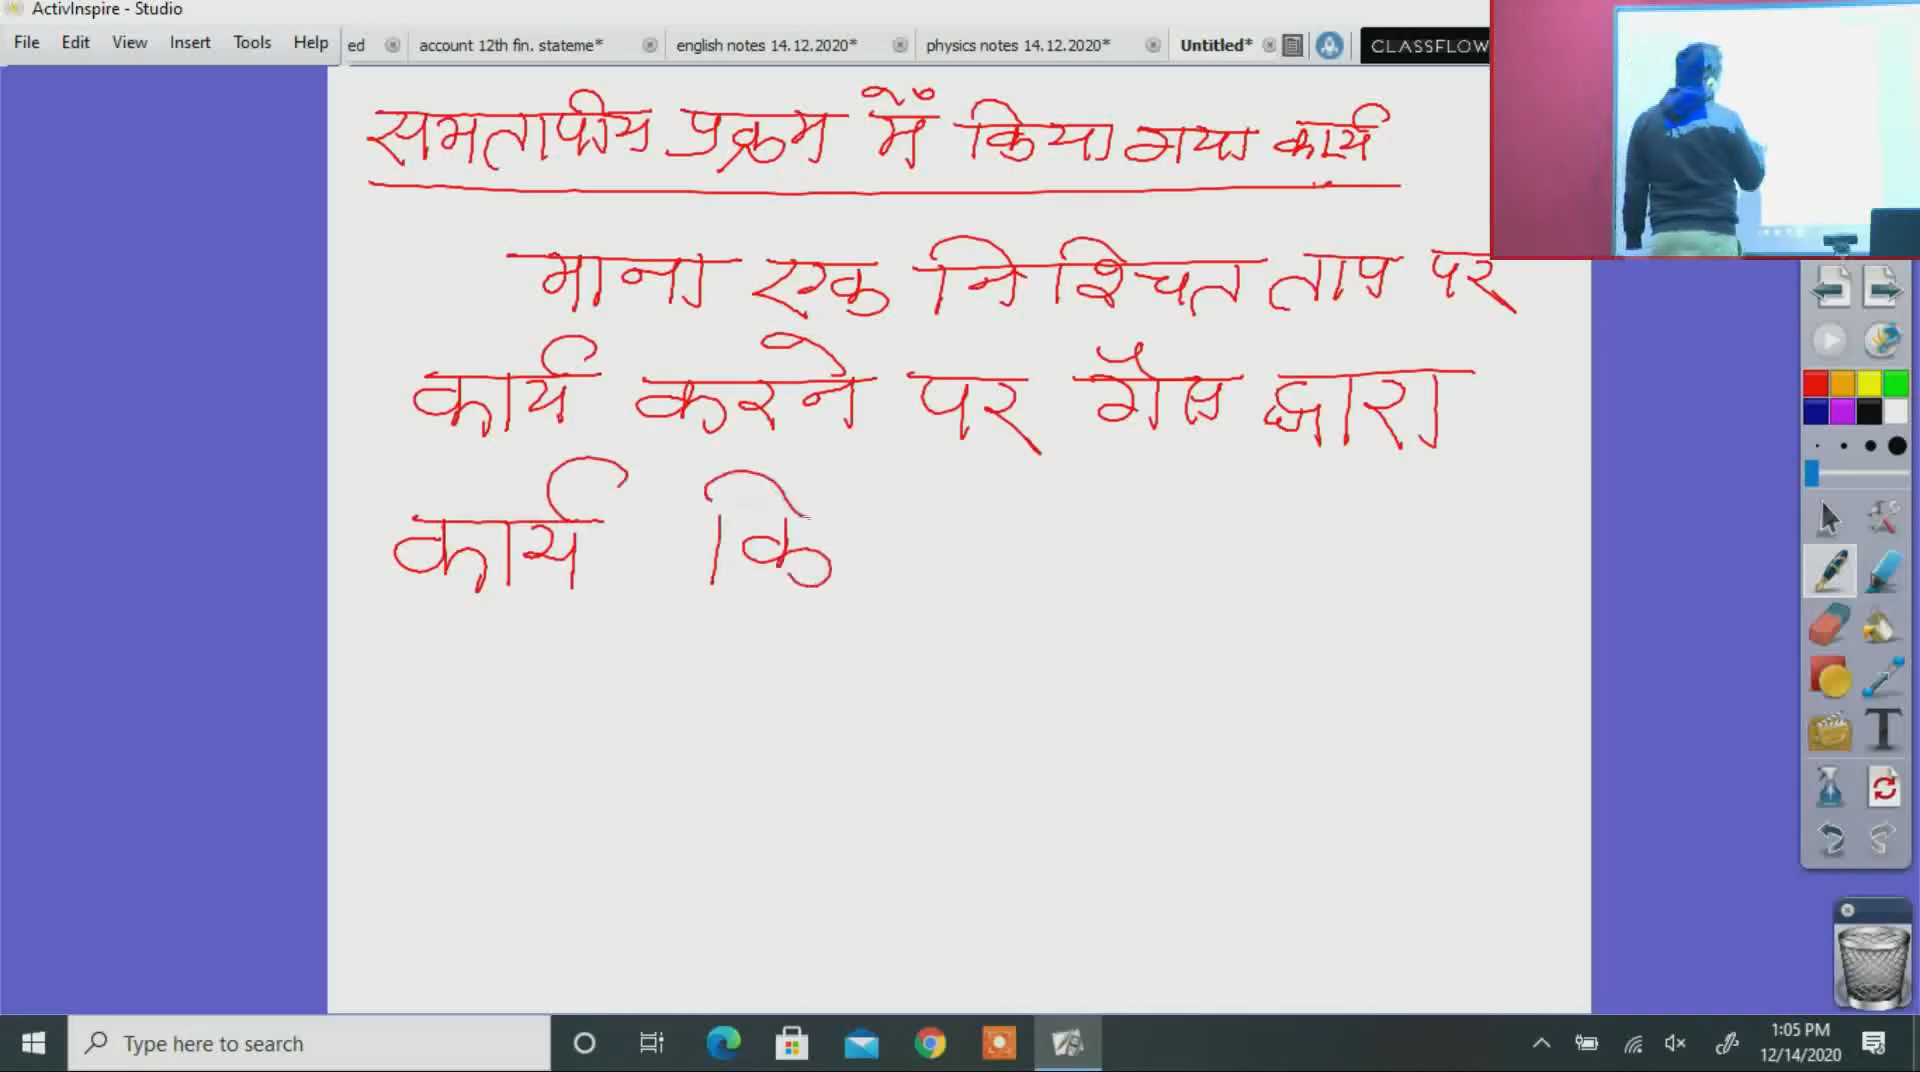 ActivInspire - Studio
File Edit View Insert Tools Help ed account 12th fin. stateme* english notes 14.12.2020* physics notes 14.12.2020* Untitled* CLASSFLOW
समतापीय प्रक्रम में किया गया कार्य
माना एक निश्चित ताप पर
कार्य करने पर गैस द्वारा
कार्य कि
T
Type here to search
1:05 PM
12/14/2020